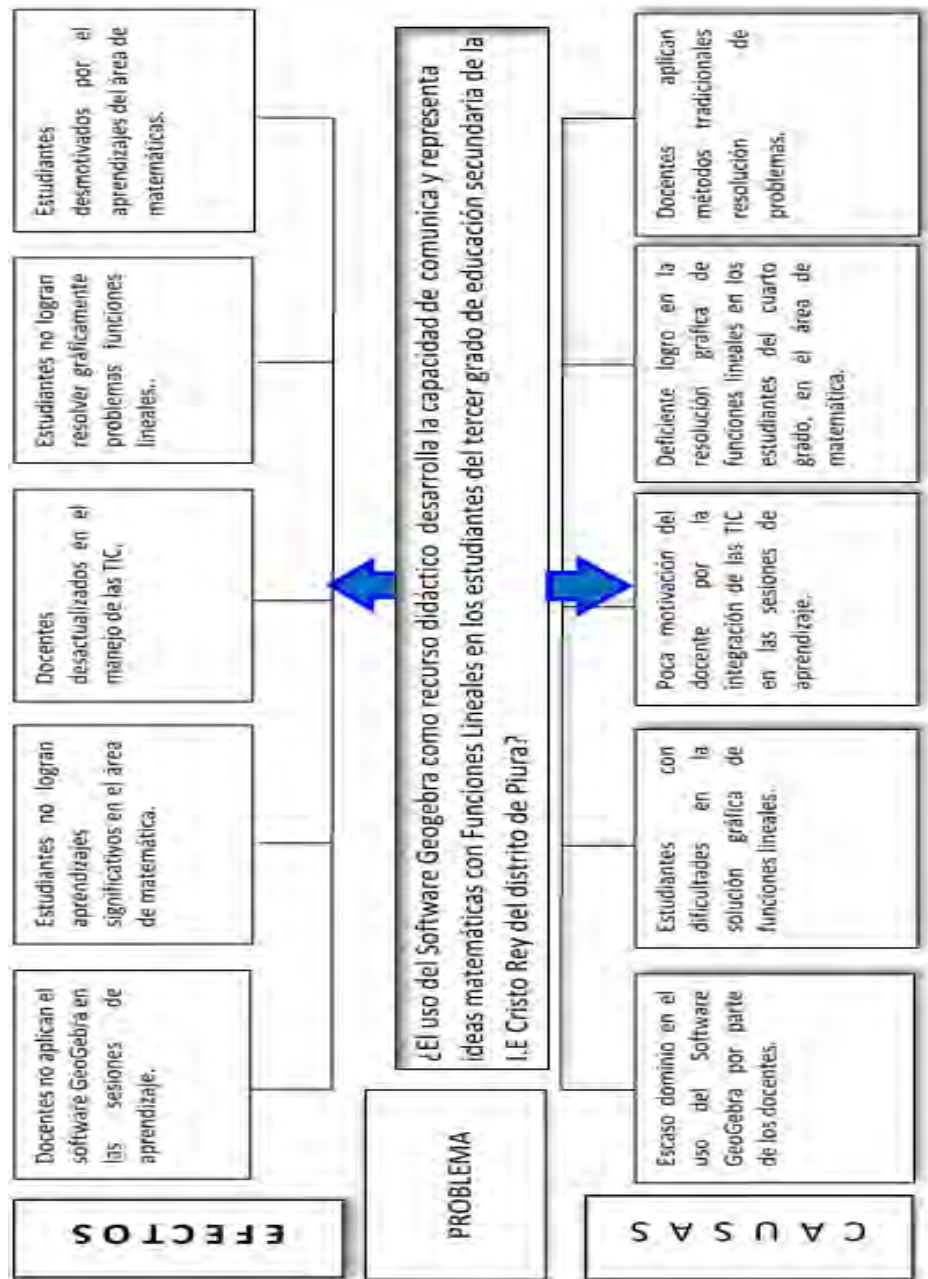 EFECTOS
Docentes no aplican el
software GeoGebra en
las sesiones de
aprendizaje.
Estudiantes no logran
aprendizajes
significativos en el área
de matemática.
Docentes
desactualizados en el
manejo de las TIC.
Estudiantes no logran
resolver gráficamente
problemas funciones
lineales..
Estudiantes
desmotivados por el
aprendizajes del área de
matemáticas.
PROBLEMA
¿El uso del Software Geogebra como recurso didáctico desarrolla la capacidad de comunica y representa
ideas matemáticas con Funciones Lineales en los estudiantes del tercer grado de educación secundaria de la
I.E Cristo Rey del distrito de Piura?
CAUSAS
Escaso dominio en el
uso del Software
GeoGebra por parte
de los docentes.
Estudiantes con
dificultades en la
solución gráfica de
funciones lineales.
Poca motivación del
docente por la
integración de las TIC
en las sesiones de
aprendizaje.
Deficiente logro en la
resolución gráfica de
funciones lineales en los
estudiantes del cuarto
grado, en el área de
matemática.
Docentes aplican
métodos tradicionales
de resolución
problemas.